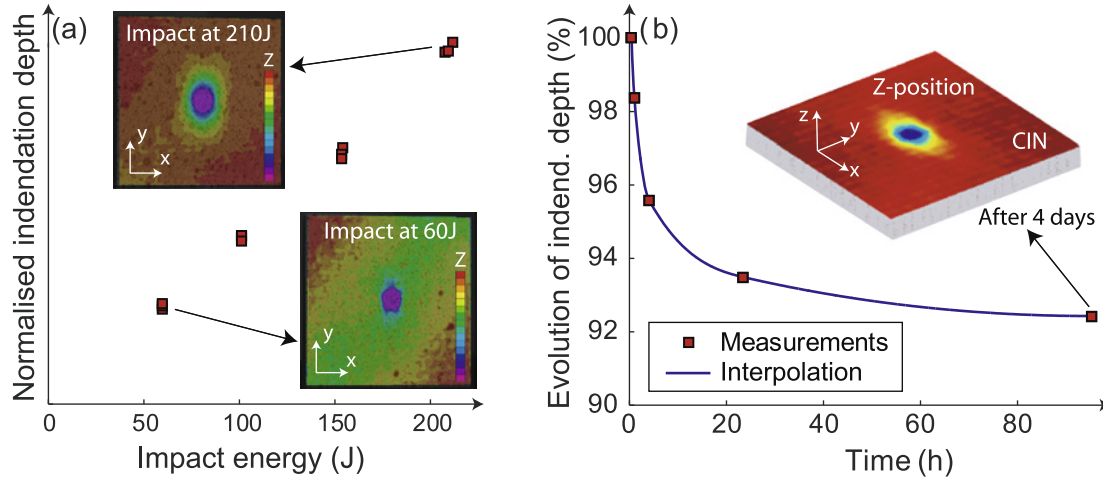 (a)
Normalised indendation depth
Impact at 210J
Z
y
x
Impact at 60J
Z
y
x
0
50
100
150
200
Impact energy (J)
(b)
Evolution of indend. depth (%)
100
98
96
94
92
90
Z-position
z
y
x
CIN
After 4 days
Measurements
Interpolation
0
20
40
60
80
Time (h)